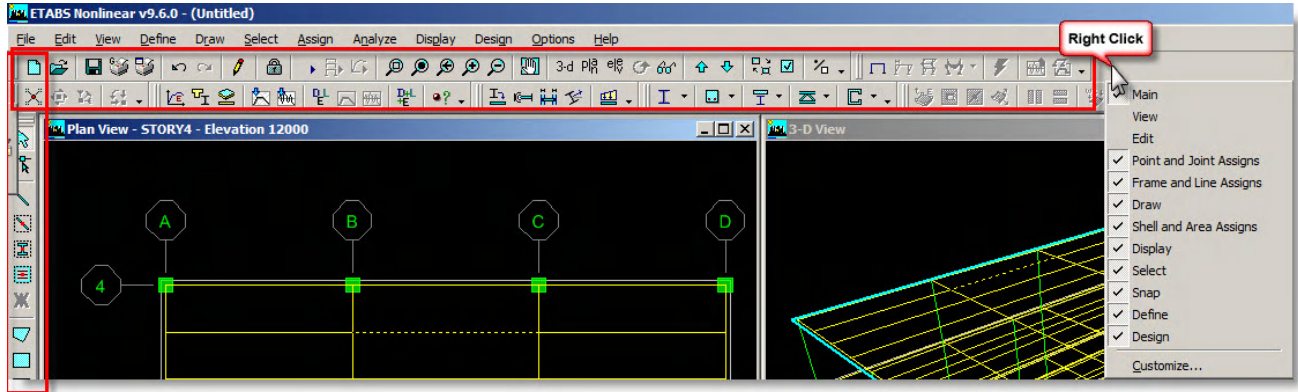 ETABS Nonlinear v9.6.0 - (Untitled)
File Edit View Define Draw Select Assign Analyze Display Design Options Help
Right Click
3-d
Plan View - STORY4 - Elevation 12000
3-D View
A B C D
4
Main
View
Edit
Point and Joint Assigns
Frame and Line Assigns
Draw
Shell and Area Assigns
Display
Select
Snap
Define
Design
Customize...